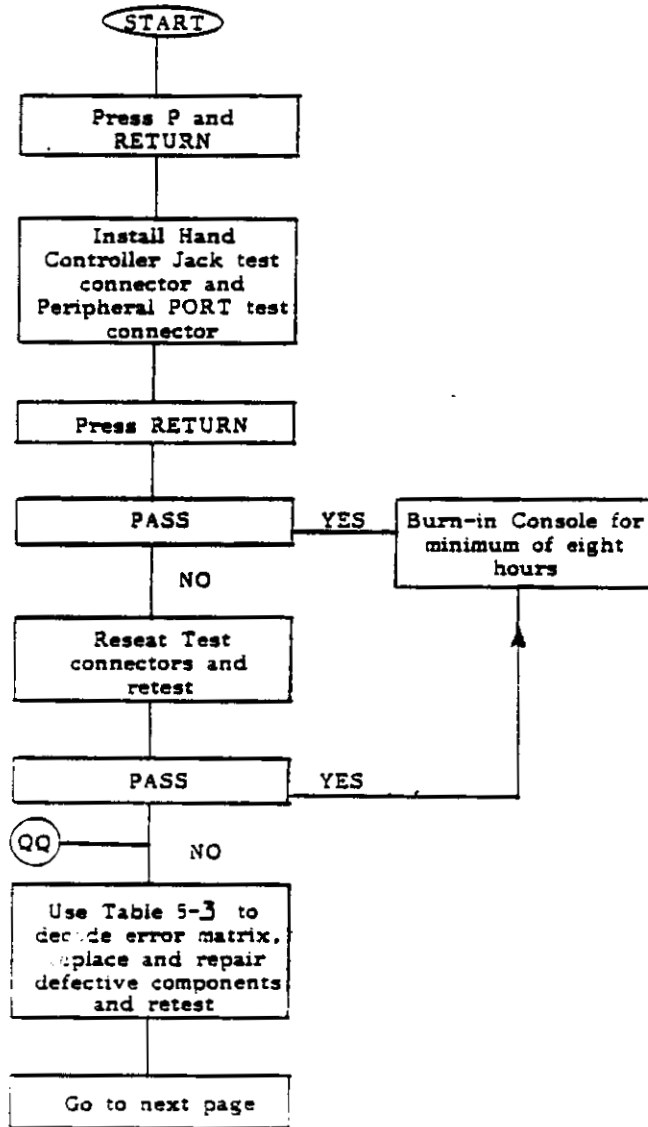 START
Press P and
RETURN
Install Hand
Controller Jack test
connector and
Peripheral PORT test
connector
Press RETURN
PASS
YES
Burn-in Console for
minimum of eight
hours
NO
Reseat Test
connectors and
retest
PASS
YES
QQ
NO
Use Table 5-3 to
error matrix,
and repair
defective components
and retest
Go to next page